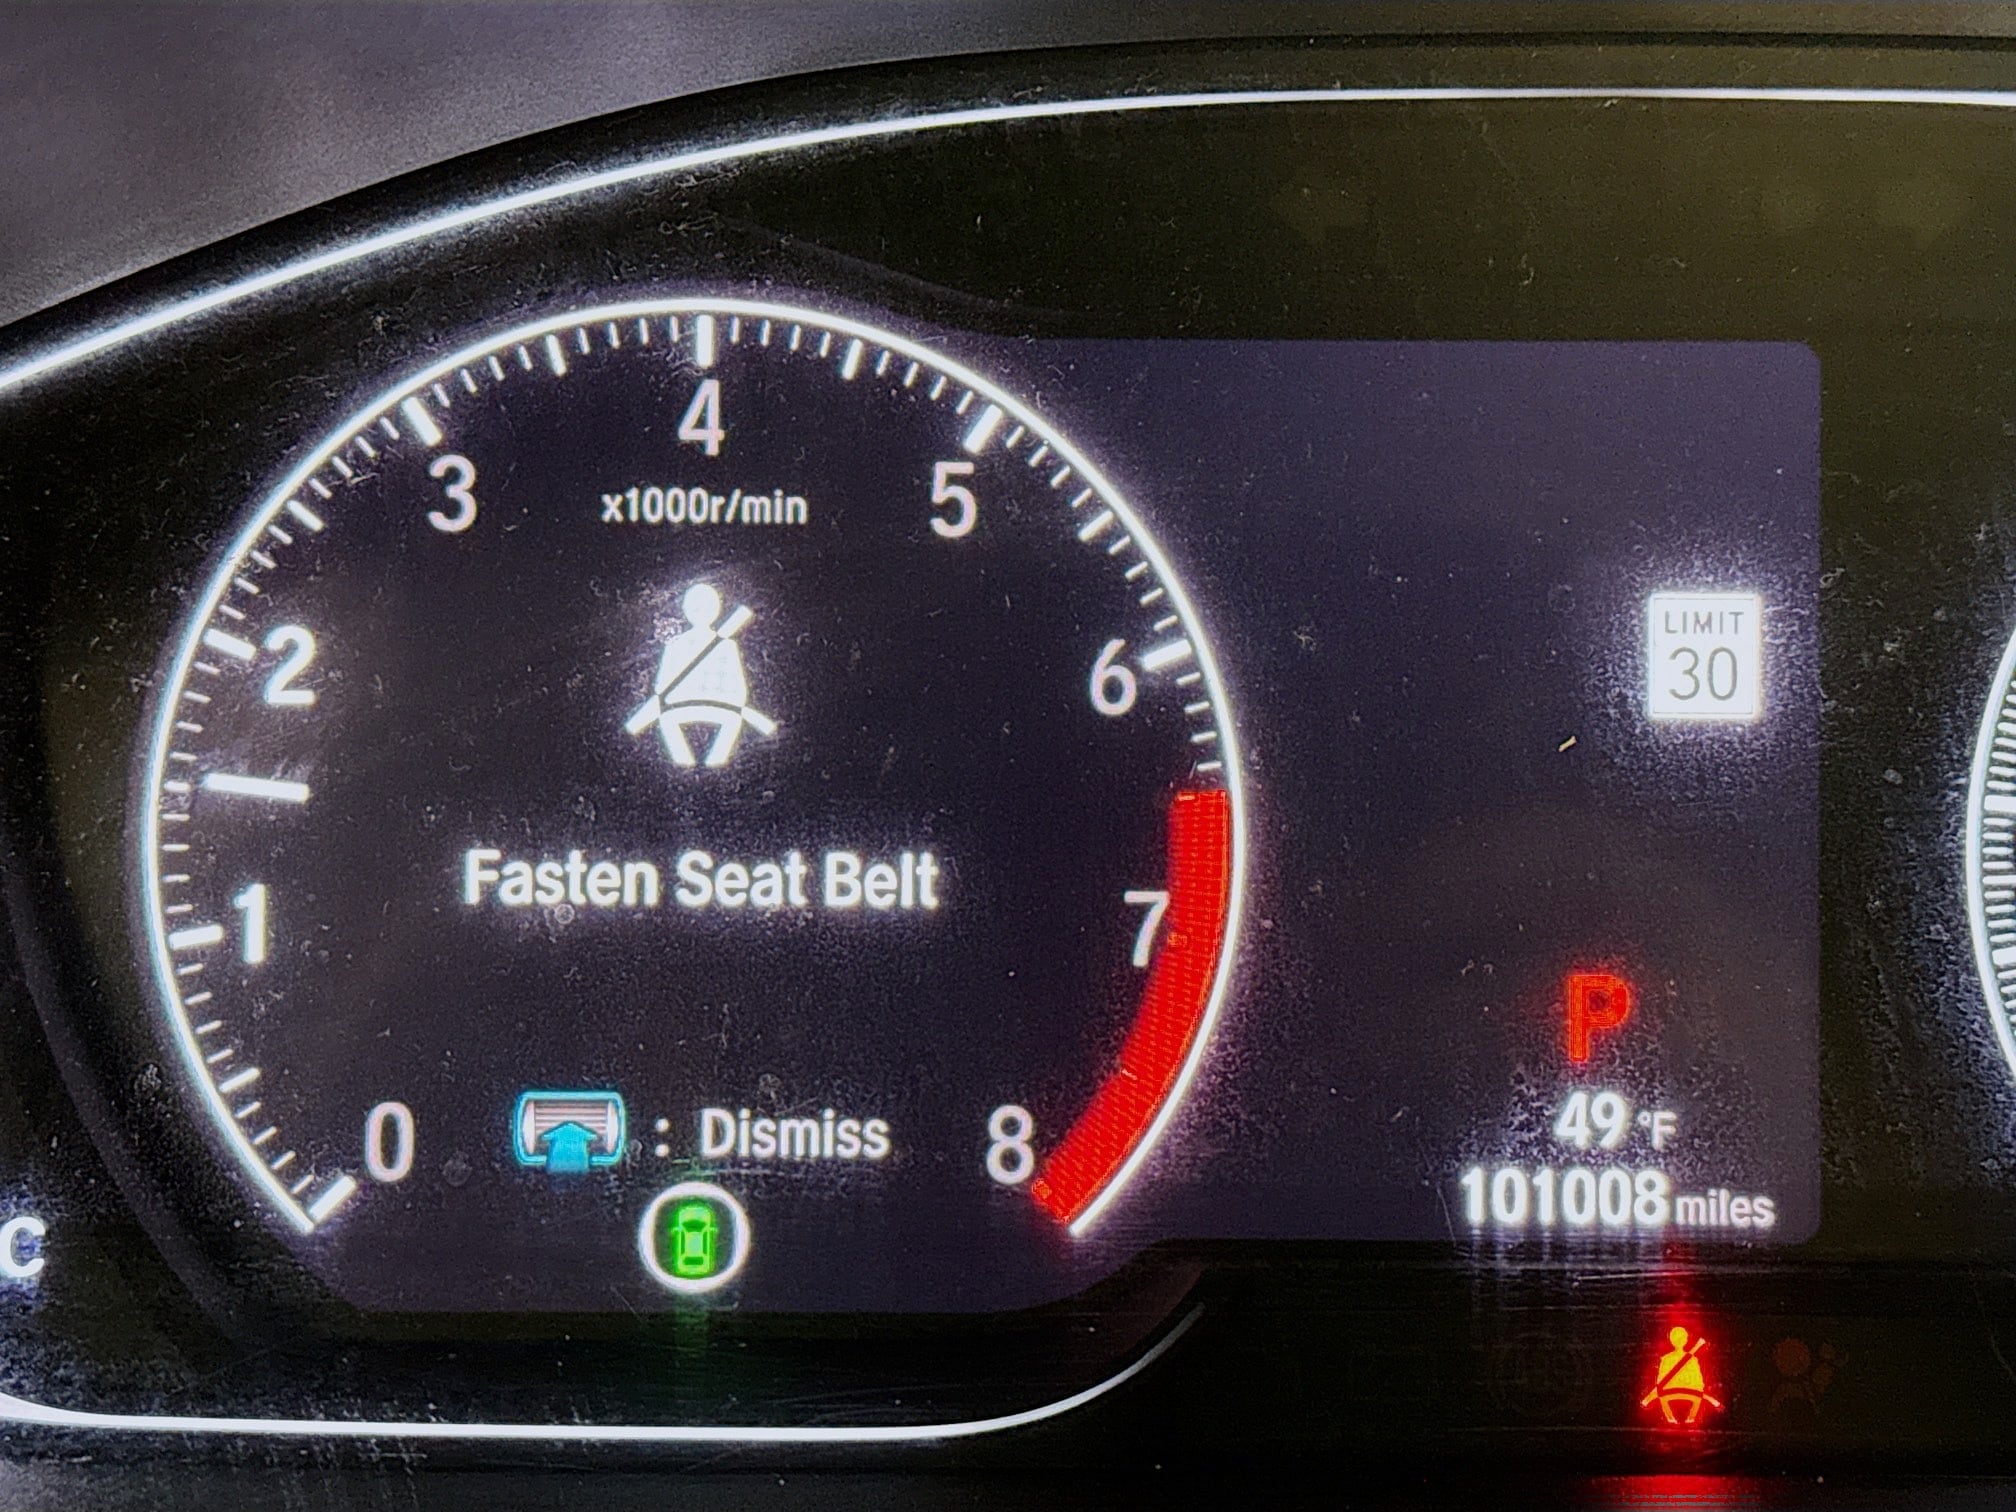 4
3
5
x1000r/min
2
6
LIMIT
30
Fasten Seat Belt
1
7
P
0
: Dismiss
8
49 °F
101008 miles
C